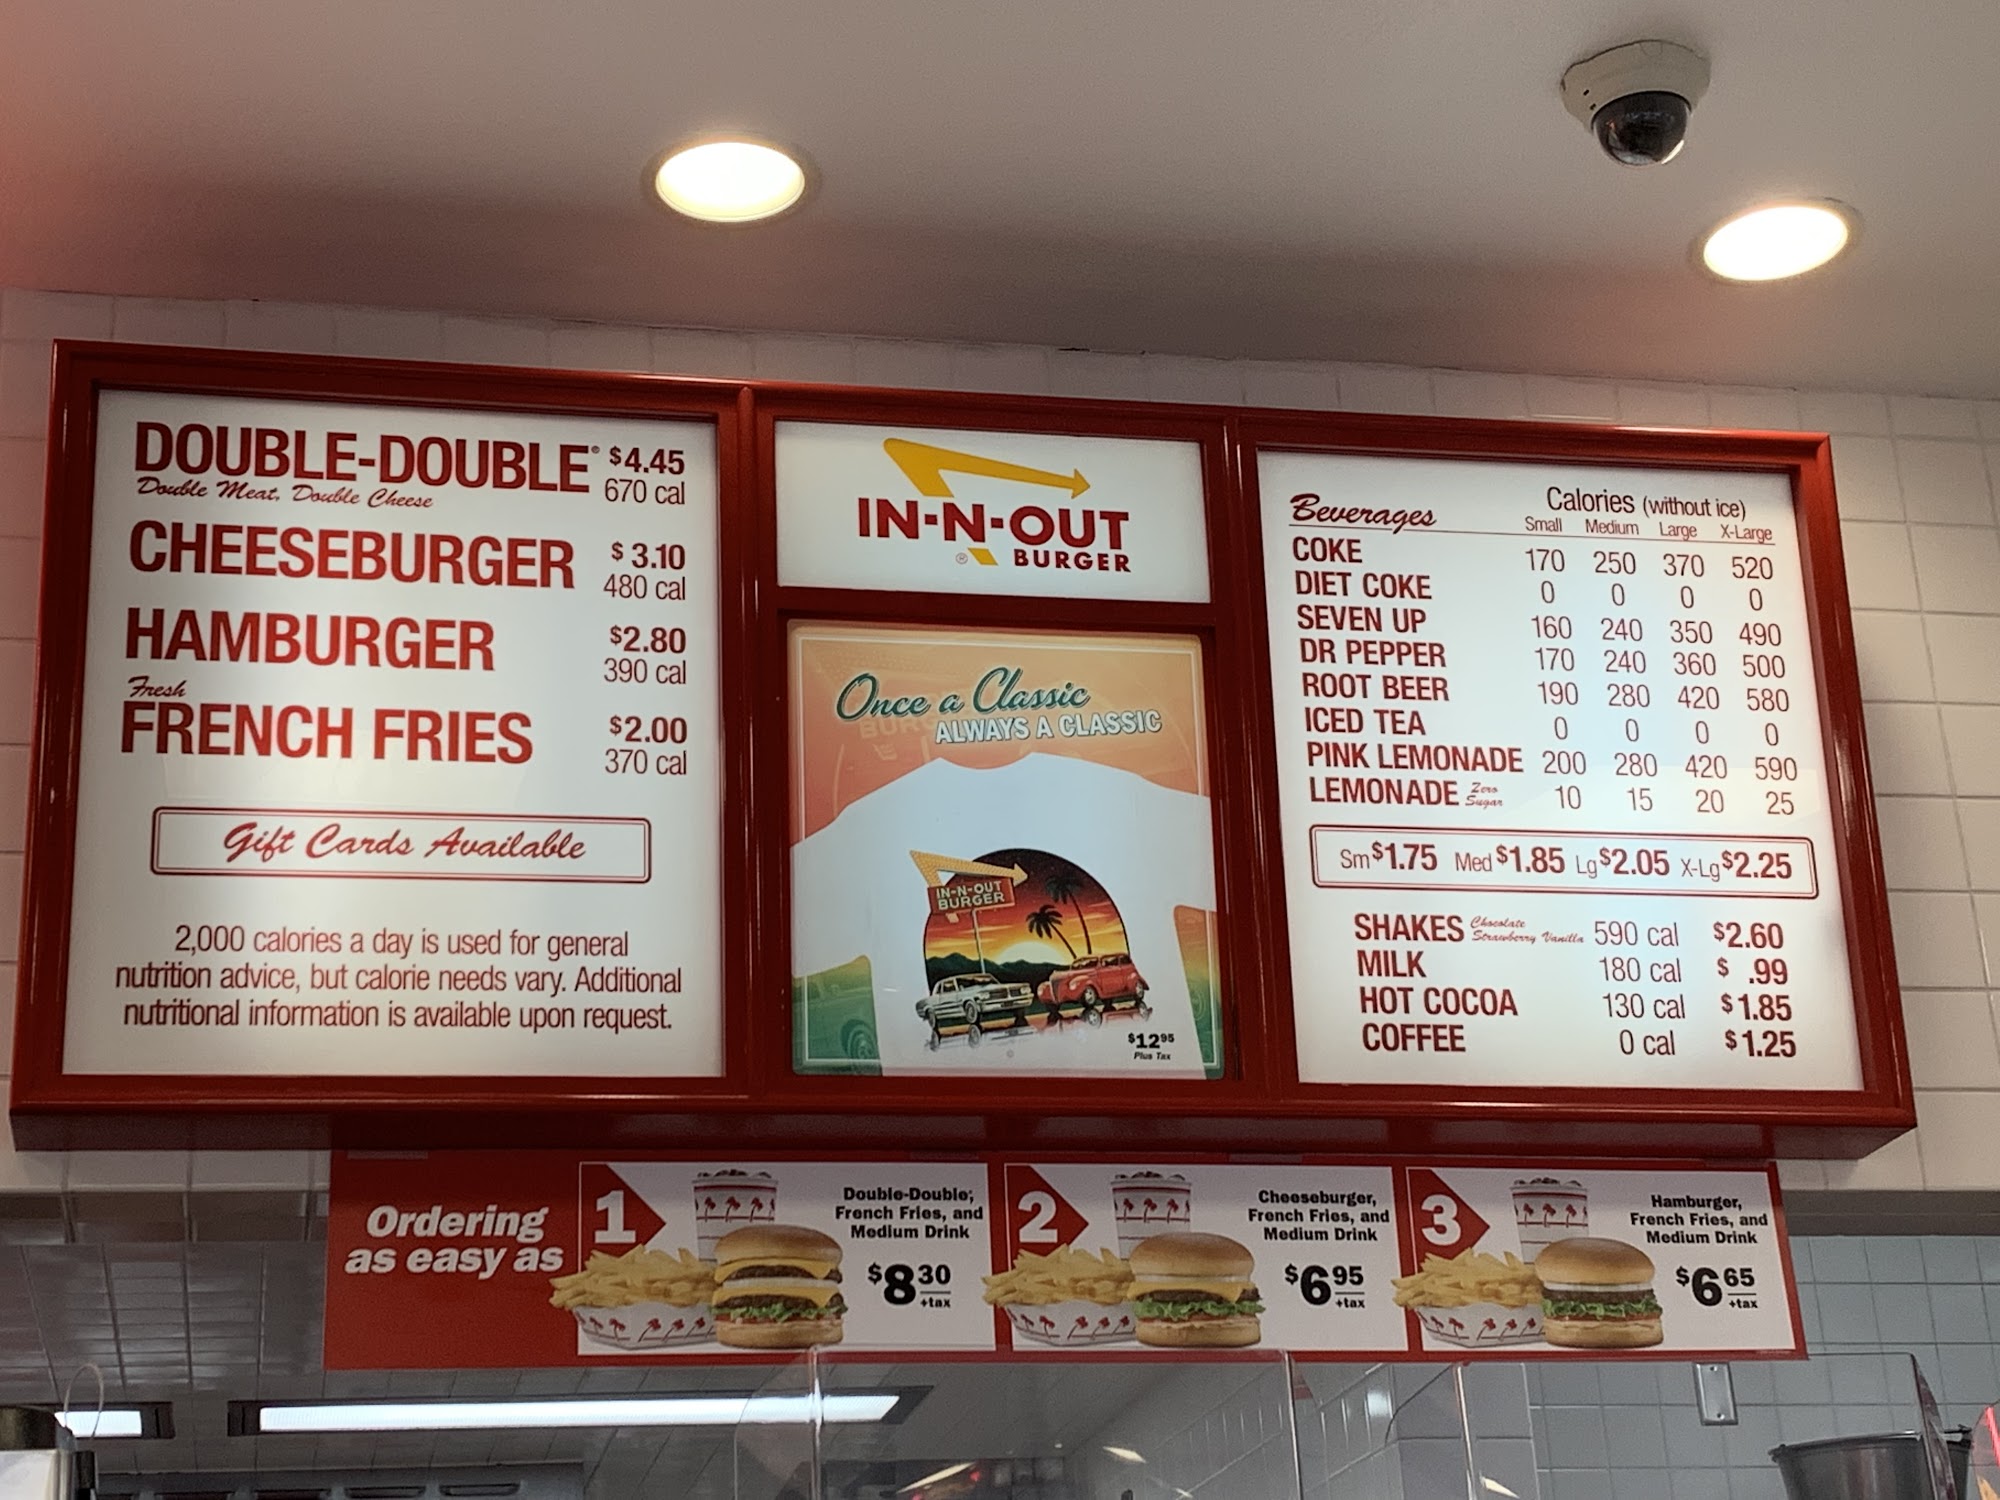 DOUBLE-DOUBLE® $4.45
Double Meat, Double Cheese 670 cal
CHEESEBURGER $3.10
480 cal
HAMBURGER $2.80
390 cal
Fresh
FRENCH FRIES $2.00
370 cal
Gift Cards Available
2,000 calories a day is used for general
nutrition advice, but calorie needs vary. Additional
nutritional information is available upon request.
IN-N-OUT
® BURGER
Once a Classic
ALWAYS A CLASSIC
IN-N-OUT
BURGER
$12.95
Plus Tax
Beverages Calories (without ice)
Small Medium Large X-Large
COKE 170 250 370 520
DIET COKE 0 0 0 0
SEVEN UP 160 240 350 490
DR PEPPER 170 240 360 500
ROOT BEER 190 280 420 580
ICED TEA 0 0 0 0
PINK LEMONADE 200 280 420 590
LEMONADE Zero Sugar 10 15 20 25
Sm $1.75 Med $1.85 Lg $2.05 X-Lg $2.25
SHAKES Chocolate Strawberry Vanilla 590 cal $2.60
MILK 180 cal $ .99
HOT COCOA 130 cal $1.85
COFFEE 0 cal $1.25
Ordering
as easy as
1
Double-Double®,
French Fries, and
Medium Drink
$8.30
+tax
2
Cheeseburger,
French Fries, and
Medium Drink
$6.95
+tax
3
Hamburger,
French Fries, and
Medium Drink
$6.65
+tax